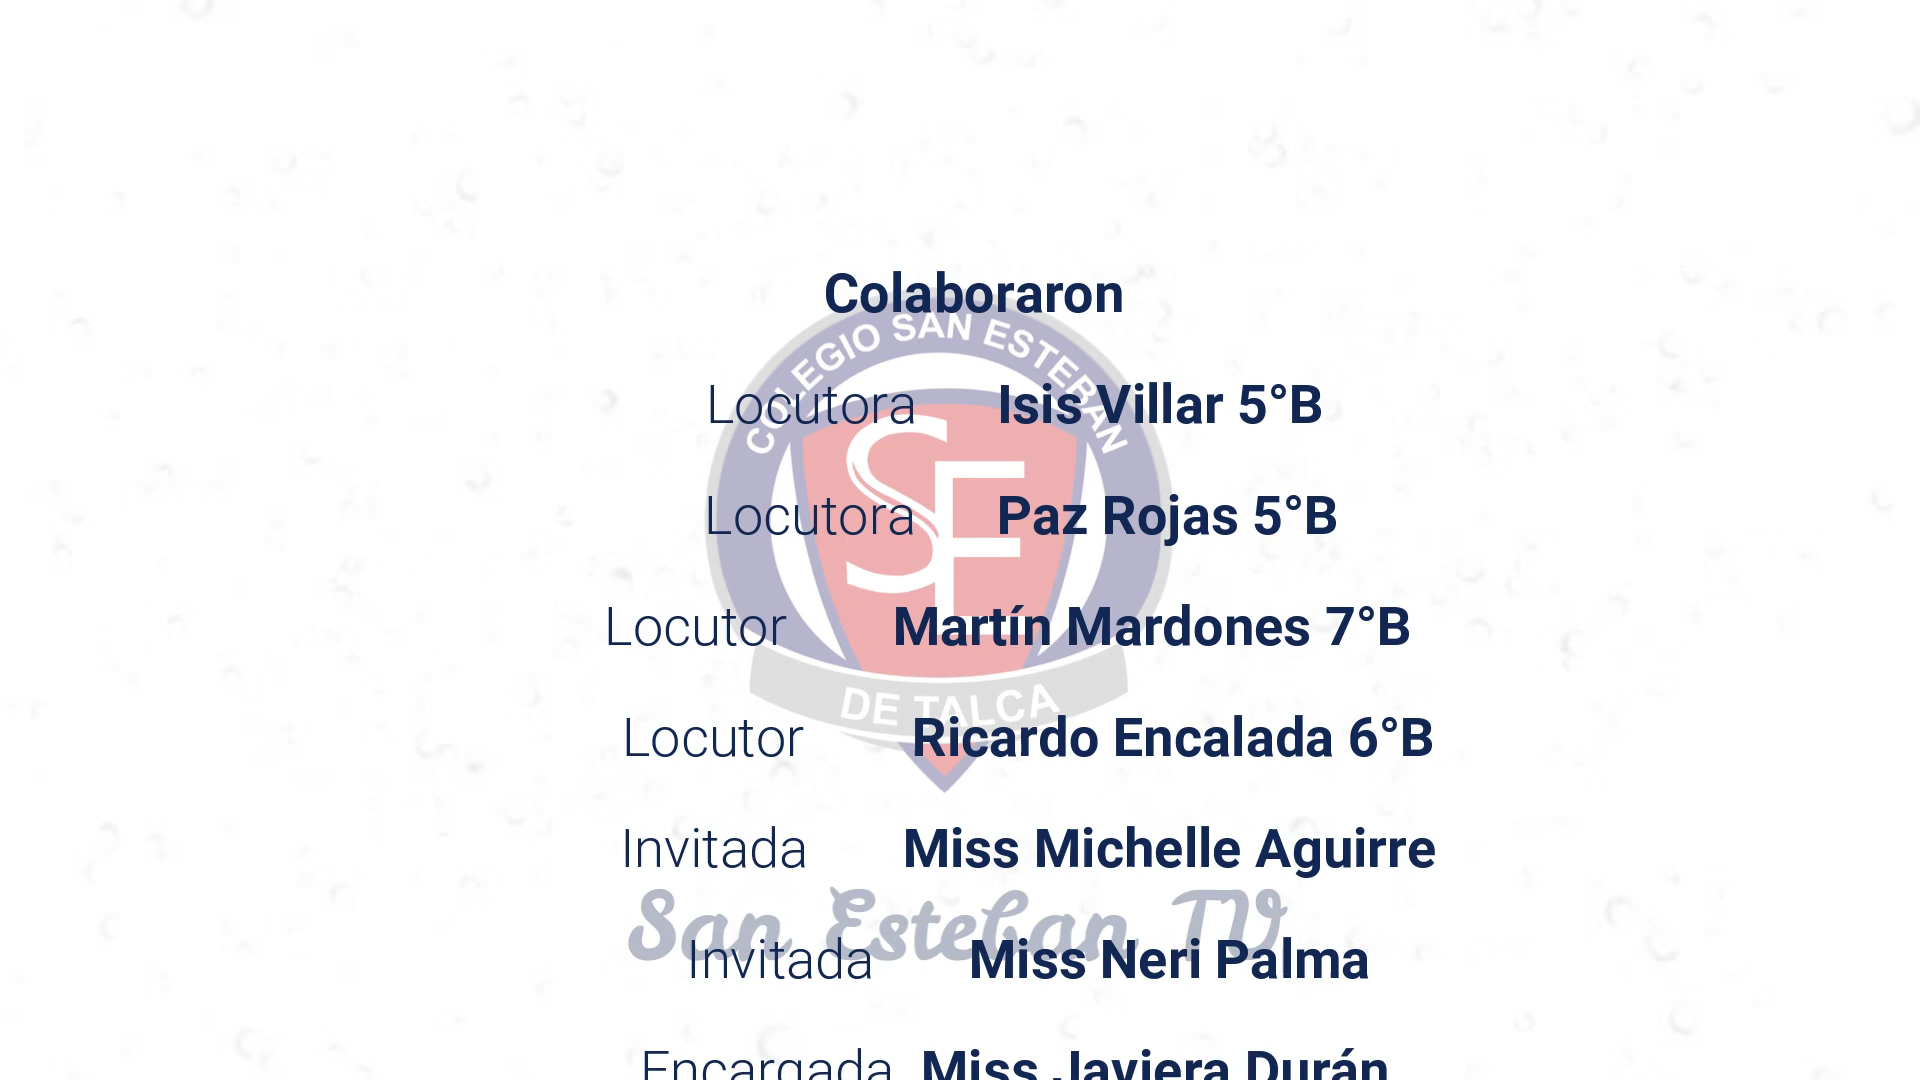 Colaboraron
COLEGIO SAN ESTEBAN
Locutora Isis Villar 5°B
SE
Locutora Paz Rojas 5°B
Locutor Martín Mardones 7°B
DE TALCA
Locutor Ricardo Encalada 6°B
Invitada Miss Michelle Aguirre
San Esteban TV
Invitada Miss Neri Palma
Encargada Miss Javiera Durán